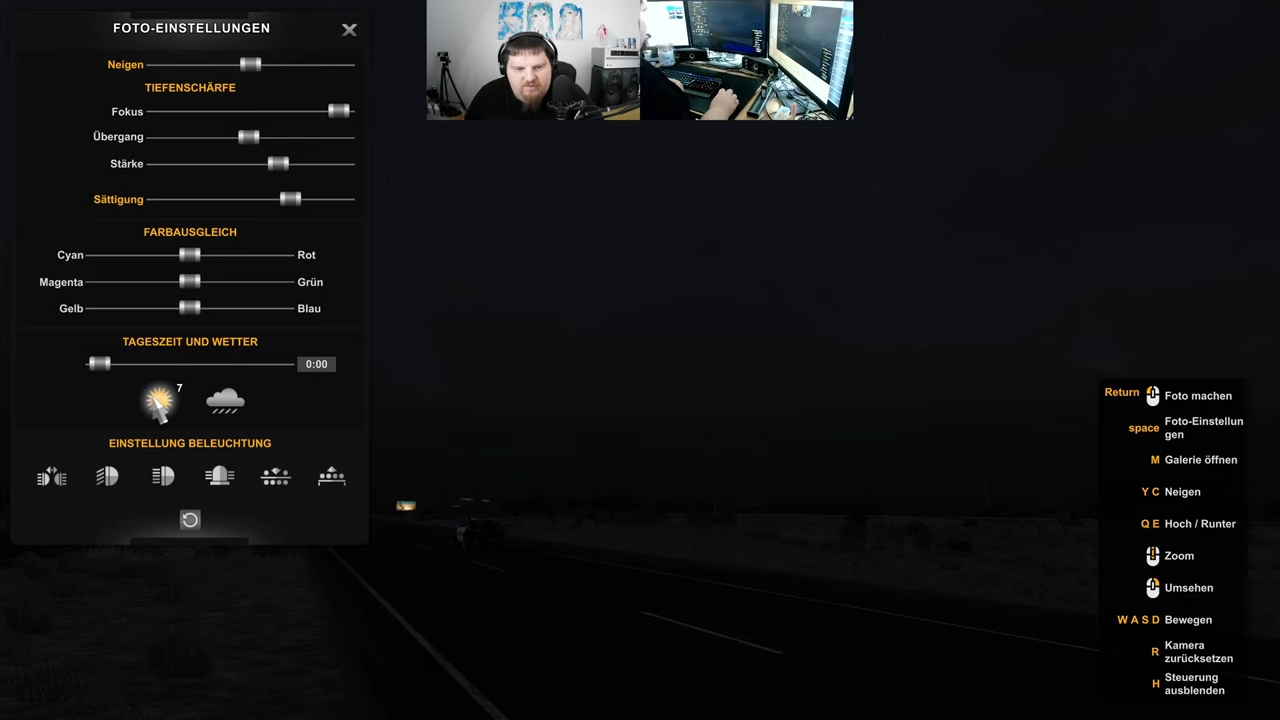 FOTO-EINSTELLUNGEN
Neigen
TIEFENSCHÄRFE
Fokus
Übergang
Stärke
Sättigung
FARBAUSGLEICH
Cyan Rot
Magenta Grün
Gelb Blau
TAGESZEIT UND WETTER
0:00
7
EINSTELLUNG BELEUCHTUNG
Return Foto machen
space Foto-Einstellun
gen
M Galerie öffnen
Y C Neigen
Q E Hoch / Runter
Zoom
Umsehen
W A S D Bewegen
R Kamera
zurücksetzen
H Steuerung
ausblenden